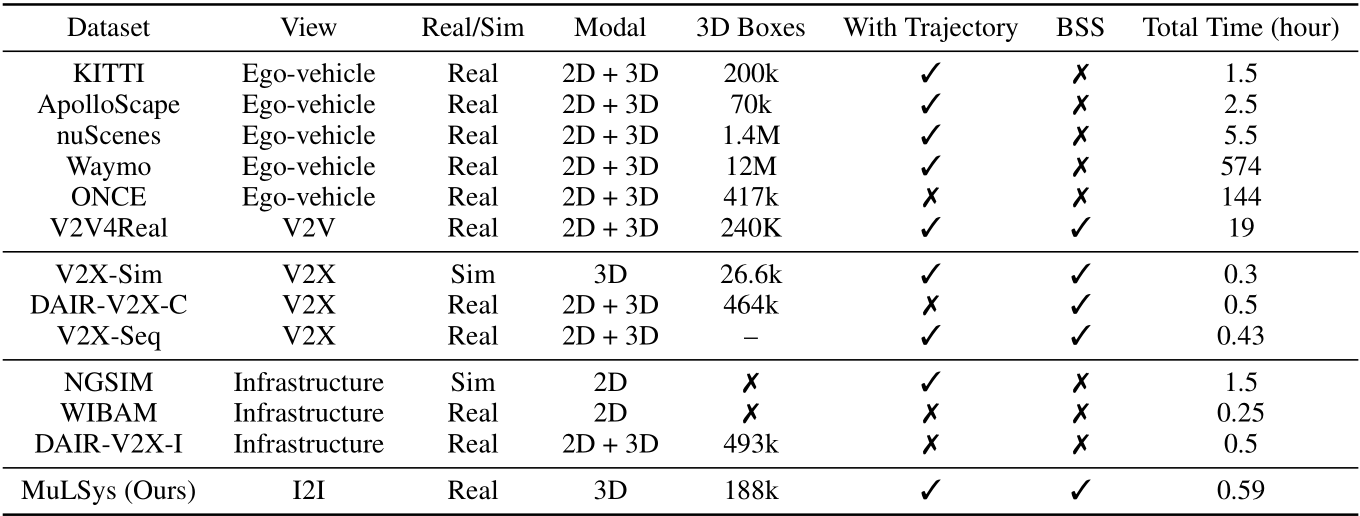 Dataset View Real/Sim Modal 3D Boxes With Trajectory BSS Total Time (hour)
KITTI Ego-vehicle Real 2D + 3D 200k ✓ ✗ 1.5
ApolloScape Ego-vehicle Real 2D + 3D 70k ✓ ✗ 2.5
nuScenes Ego-vehicle Real 2D + 3D 1.4M ✓ ✗ 5.5
Waymo Ego-vehicle Real 2D + 3D 12M ✓ ✗ 574
ONCE Ego-vehicle Real 2D + 3D 417k ✗ ✗ 144
V2V4Real V2V Real 2D + 3D 240K ✓ ✓ 19
V2X-Sim V2X Sim 3D 26.6k ✓ ✓ 0.3
DAIR-V2X-C V2X Real 2D + 3D 464k ✗ ✓ 0.5
V2X-Seq V2X Real 2D + 3D – ✓ ✓ 0.43
NGSIM Infrastructure Sim 2D ✗ ✓ ✗ 1.5
WIBAM Infrastructure Real 2D ✗ ✗ ✗ 0.25
DAIR-V2X-I Infrastructure Real 2D + 3D 493k ✗ ✗ 0.5
MuLSys (Ours) I2I Real 3D 188k ✓ ✓ 0.59